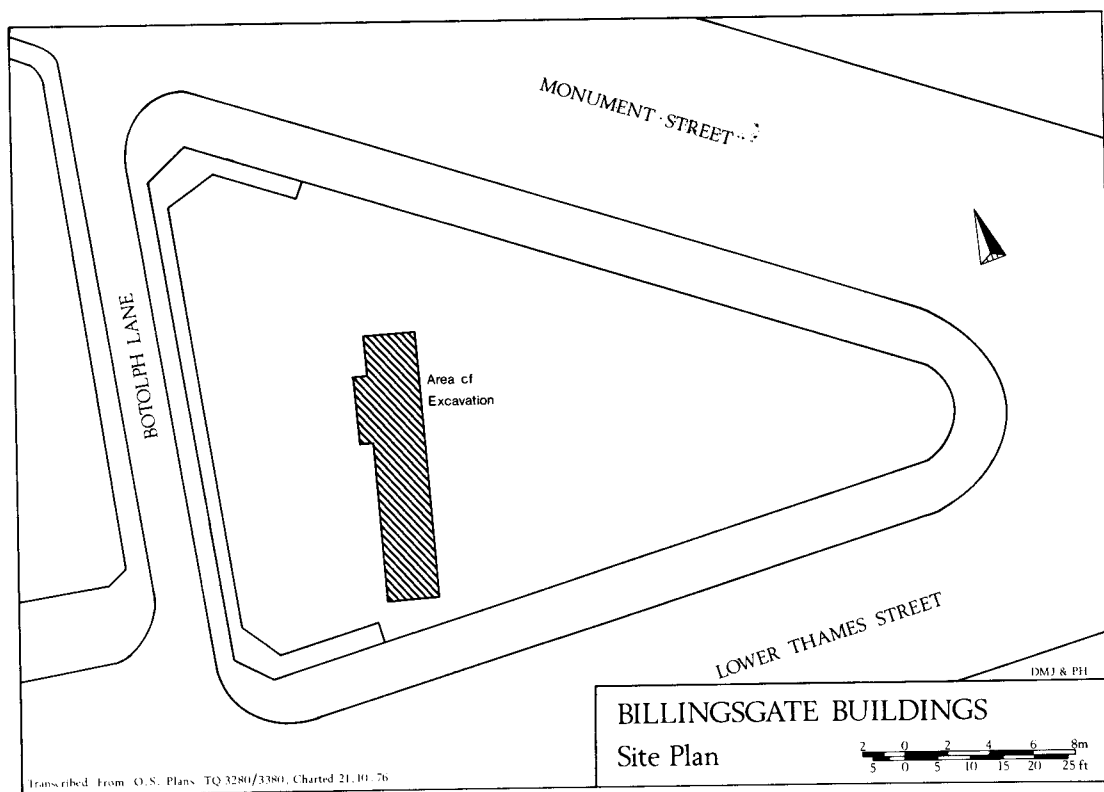 MONUMENT · STREET
BOTOLPH LANE
Area cf
Excavation
LOWER THAMES STREET
DMJ & PH
BILLINGSGATE BUILDINGS
Site Plan
2 0 2 4 6 8m
5 0 5 10 15 20 25 ft
Transcribed From O.S. Plans TQ 3280/3380, Charted 21.10.76